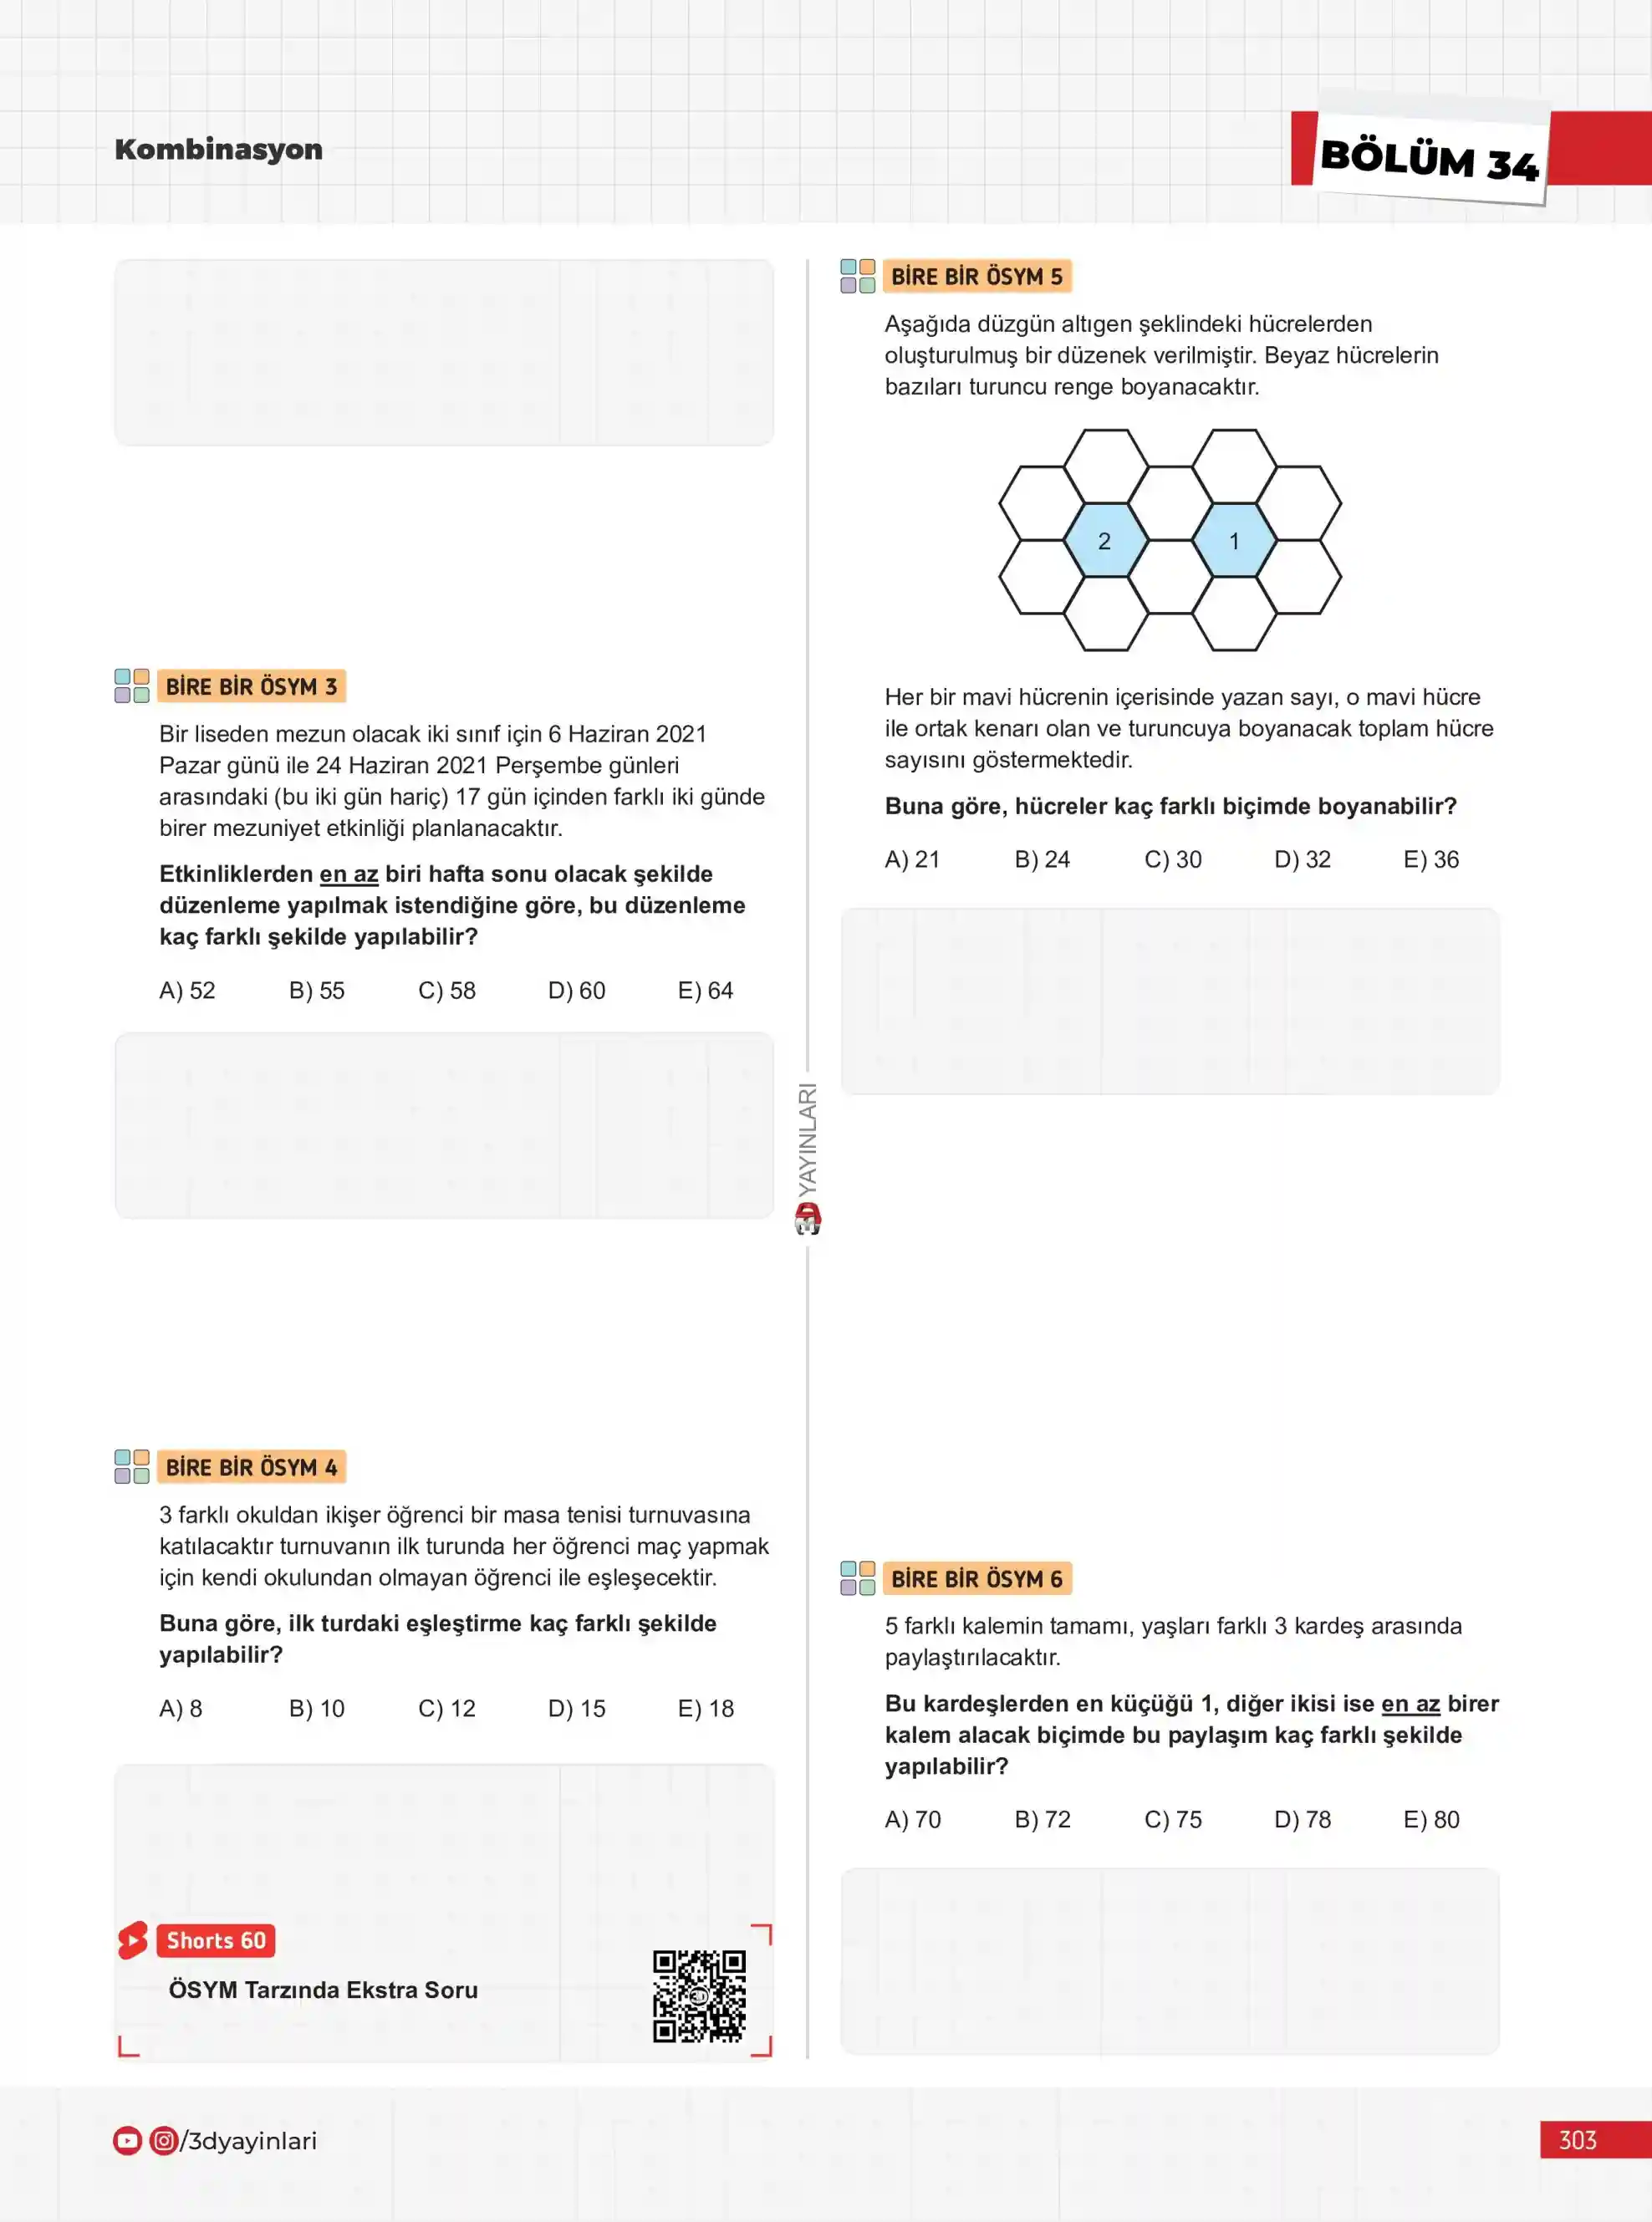 Kombinasyon
BÖLÜM 34
BİRE BİR ÖSYM 3
Bir liseden mezun olacak iki sınıf için 6 Haziran 2021
Pazar günü ile 24 Haziran 2021 Perşembe günleri
arasındaki (bu iki gün hariç) 17 gün içinden farklı iki günde
birer mezuniyet etkinliği planlanacaktır.
Etkinliklerden en az biri hafta sonu olacak şekilde
düzenleme yapılmak istendiğine göre, bu düzenleme
kaç farklı şekilde yapılabilir?
A) 52 B) 55 C) 58 D) 60 E) 64
BİRE BİR ÖSYM 4
3 farklı okuldan ikişer öğrenci bir masa tenisi turnuvasına
katılacaktır turnuvanın ilk turunda her öğrenci maç yapmak
için kendi okulundan olmayan öğrenci ile eşleşecektir.
Buna göre, ilk turdaki eşleştirme kaç farklı şekilde
yapılabilir?
A) 8 B) 10 C) 12 D) 15 E) 18
Shorts 60
ÖSYM Tarzında Ekstra Soru
3D
YAYINLARI
BİRE BİR ÖSYM 5
Aşağıda düzgün altıgen şeklindeki hücrelerden
oluşturulmuş bir düzenek verilmiştir. Beyaz hücrelerin
bazıları turuncu renge boyanacaktır.
2 1
Her bir mavi hücrenin içerisinde yazan sayı, o mavi hücre
ile ortak kenarı olan ve turuncuya boyanacak toplam hücre
sayısını göstermektedir.
Buna göre, hücreler kaç farklı biçimde boyanabilir?
A) 21 B) 24 C) 30 D) 32 E) 36
BİRE BİR ÖSYM 6
5 farklı kalemin tamamı, yaşları farklı 3 kardeş arasında
paylaştırılacaktır.
Bu kardeşlerden en küçüğü 1, diğer ikisi ise en az birer
kalem alacak biçimde bu paylaşım kaç farklı şekilde
yapılabilir?
A) 70 B) 72 C) 75 D) 78 E) 80
/3dyayinlari
303